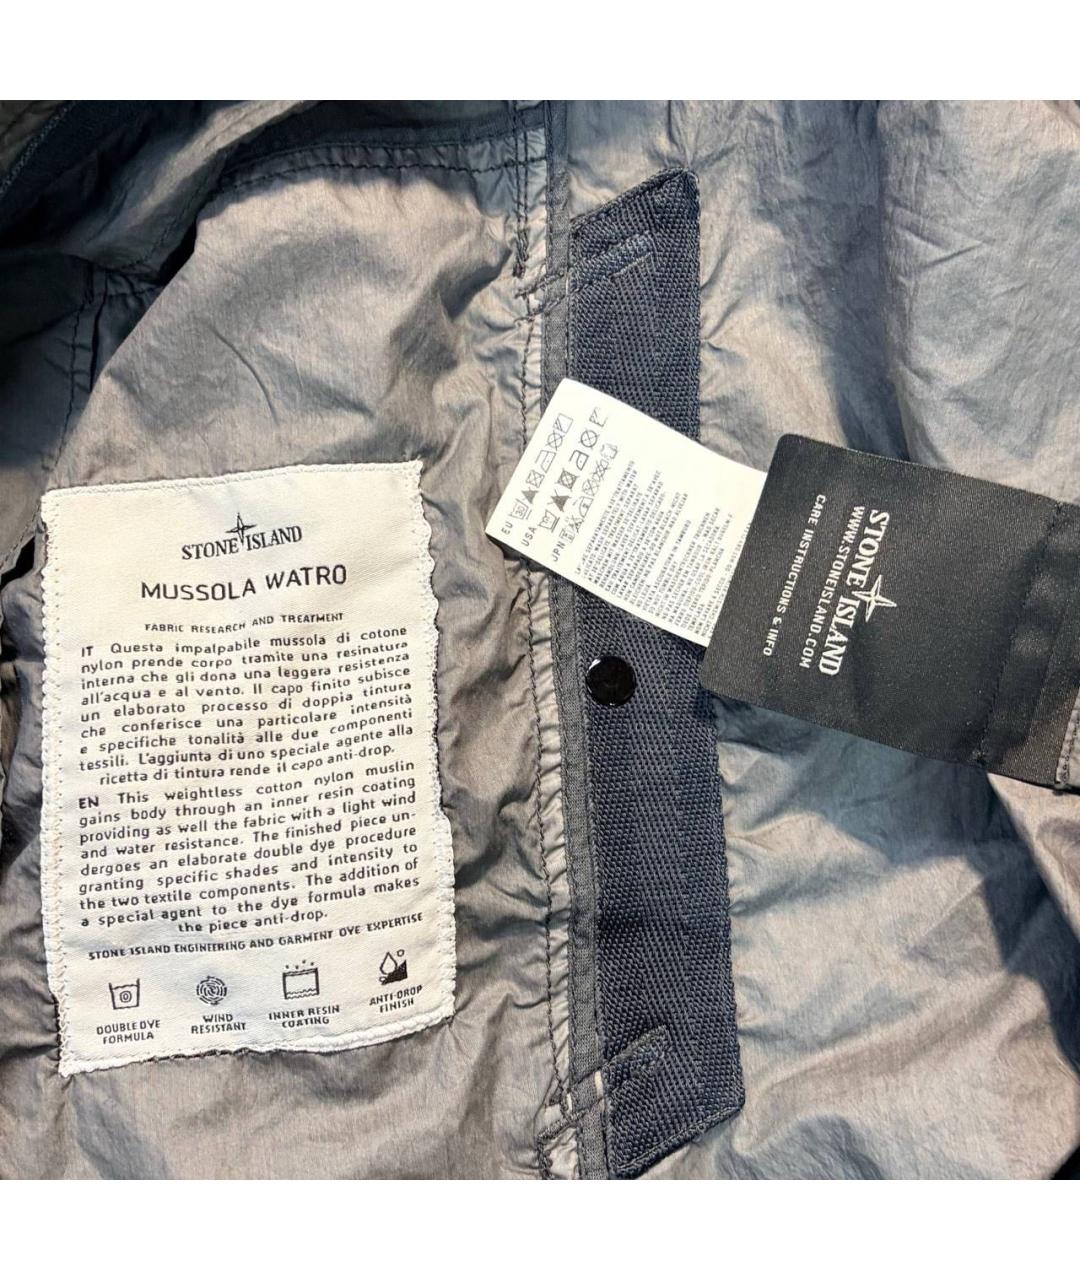 STONE ISLAND
MUSSOLA WATRO
FABRIC RESEARCH AND TREATMENT
IT Questa impalpabile mussola di cotone
nylon prende corpo tramite una resinatura
interna che gli dona una leggera resistenza
all'acqua e al vento. Il capo finito subisce
un elaborato processo di doppia tintura
che conferisce una particolare intensità
e specifiche tonalità alle due componenti
tessili. L'aggiunta di uno speciale agente alla
ricetta di tintura rende il capo anti-drop.
EN This weightless cotton nylon muslin
gains body through an inner resin coating
providing as well the fabric with a light wind
and water resistance. The finished piece un-
dergoes an elaborate double dye procedure
granting specific shades and intensity to
the two textile components. The addition of
a special agent to the dye formula makes
the piece anti-drop.
STONE ISLAND ENGINEERING AND GARMENT DYE EXPERTISE
DOUBLE DYE
FORMULA
WIND
RESISTANT
INNER RESIN
COATING
ANTI-DROP
FINISH
EU
USA
JPN
STONE ISLAND
WWW.STONEISLAND.COM
CARE INSTRUCTIONS & INFO